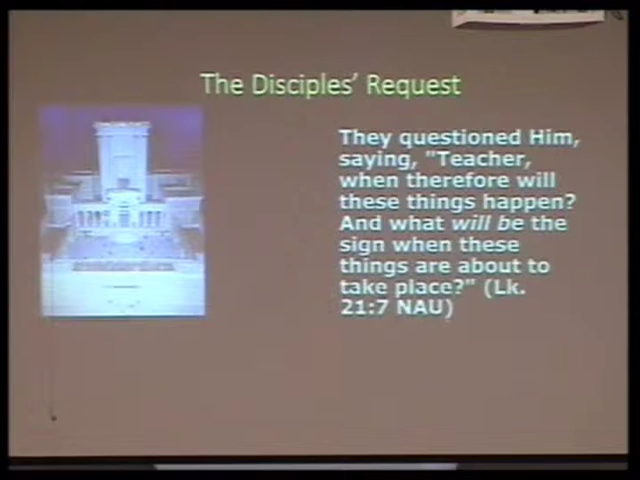 The Disciples' Request
They questioned Him,
saying, "Teacher,
when therefore will
these things happen?
And what will be the
sign when these
things are about to
take place?" (Lk.
21:7 NAU)